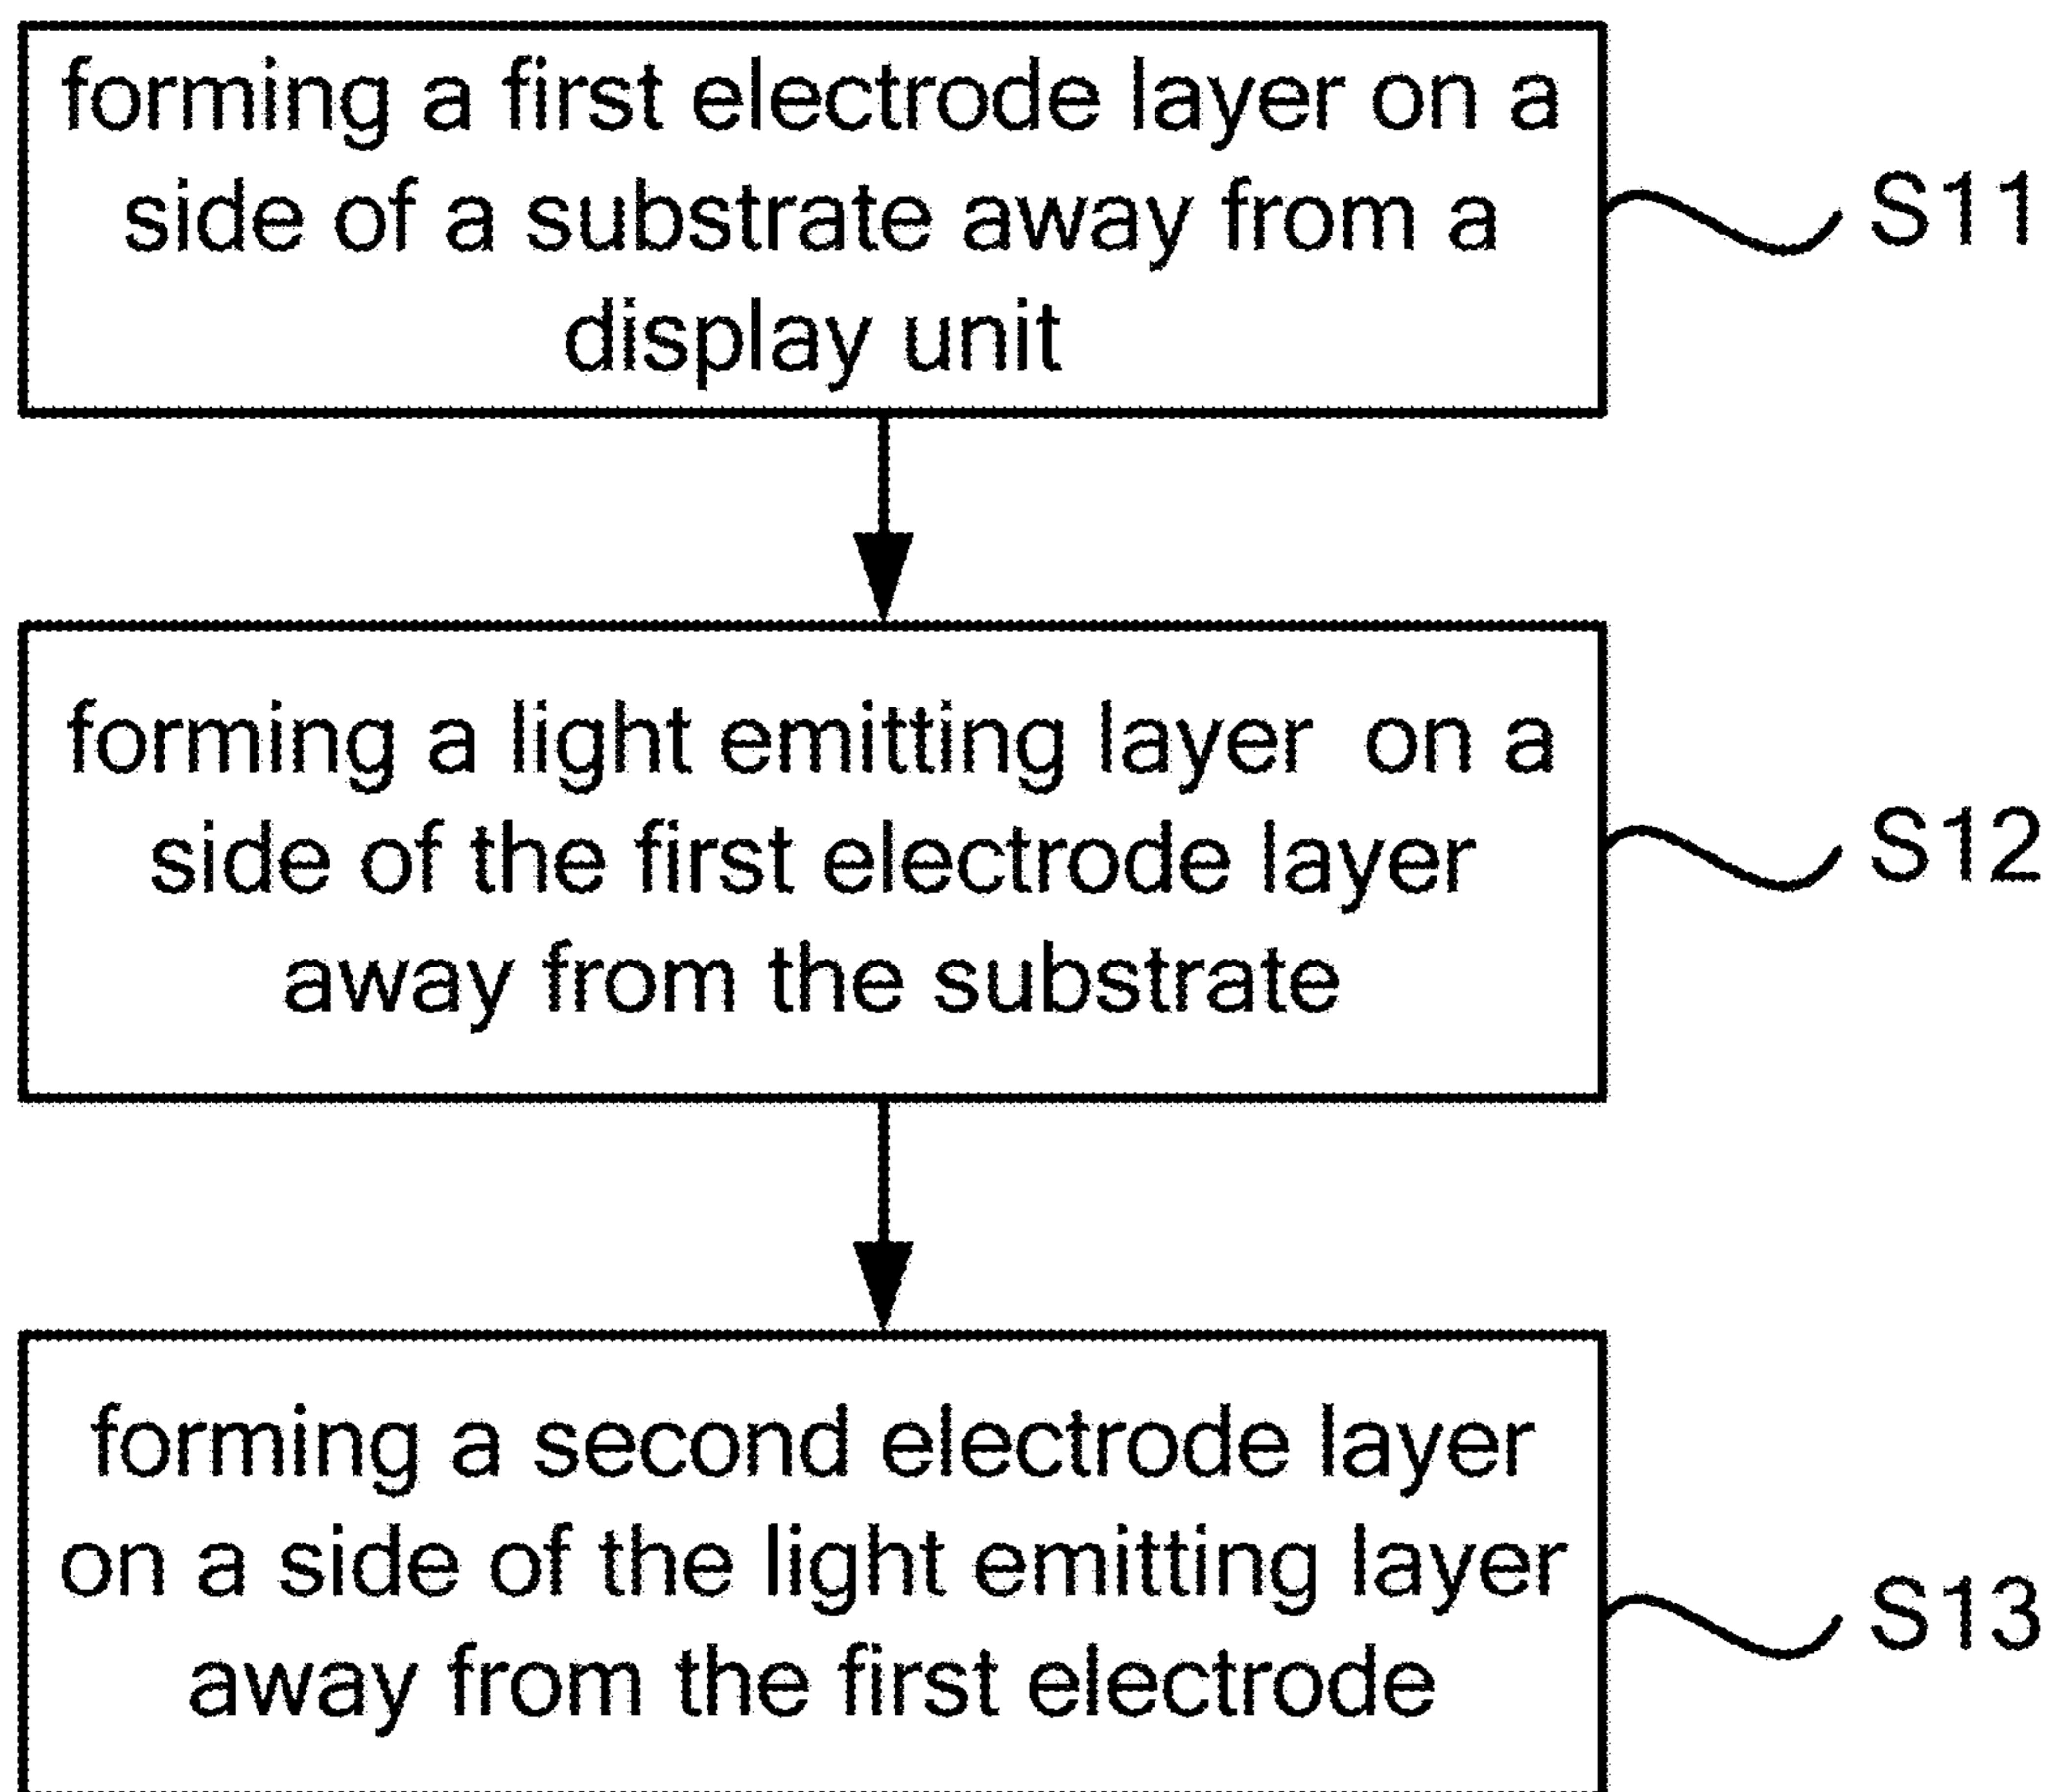 forming a first electrode layer on a
side of a substrate away from a
display unit
S11
forming a light emitting layer on a
side of the first electrode layer
away from the substrate
S12
forming a second electrode layer
on a side of the light emitting layer
away from the first electrode
S13